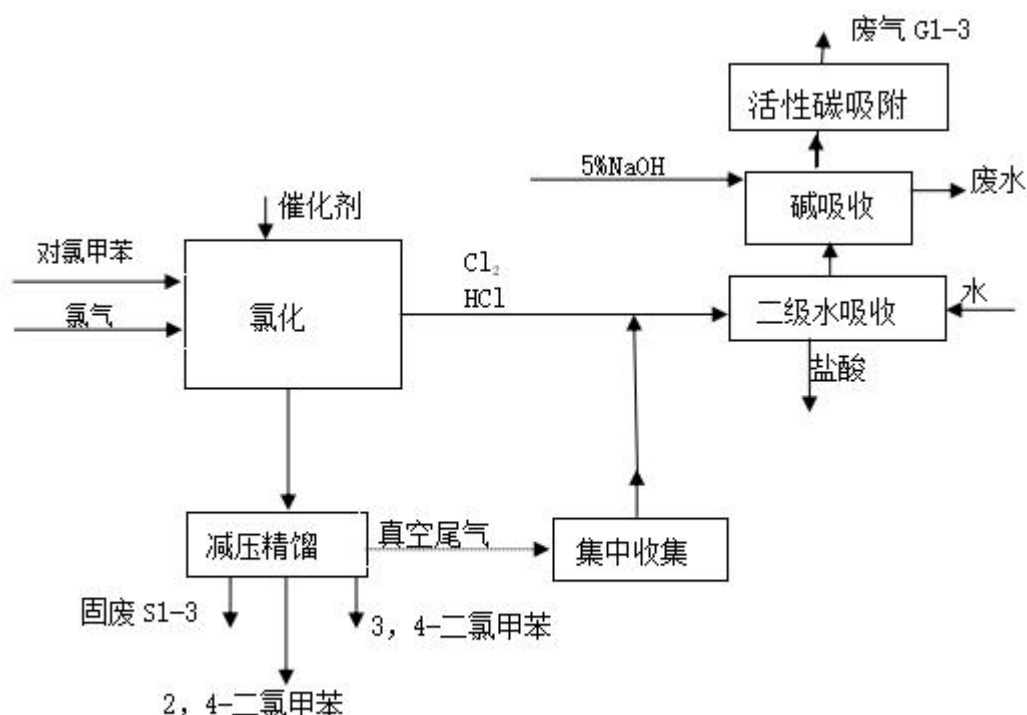 废气 G1-3
活性碳吸附
5%NaOH
废水
碱吸收
催化剂
对氯甲苯
Cl₂
HCl
氯气
氯化
二级水吸收
水
盐酸
减压精馏
真空尾气
集中收集
固废 S1-3
3，4-二氯甲苯
2，4-二氯甲苯